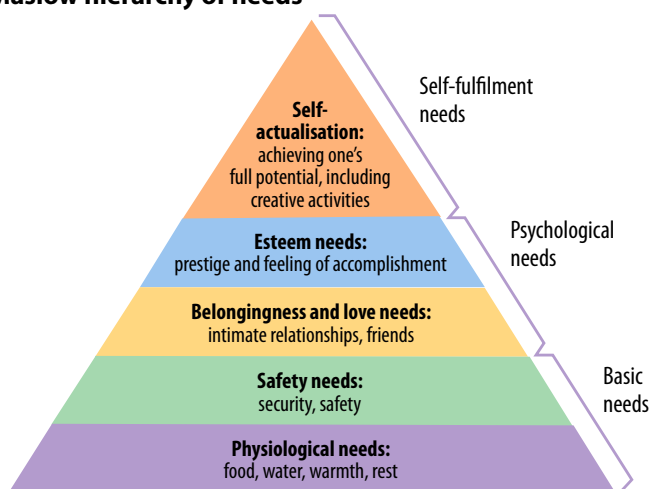 Maslow hierarchy of needs
Self-
actualisation:
achieving one's
full potential, including
creative activities
Self-fulfilment
needs
Esteem needs:
prestige and feeling of accomplishment
Psychological
needs
Belongingness and love needs:
intimate relationships, friends
Safety needs:
security, safety
Basic
needs
Physiological needs:
food, water, warmth, rest